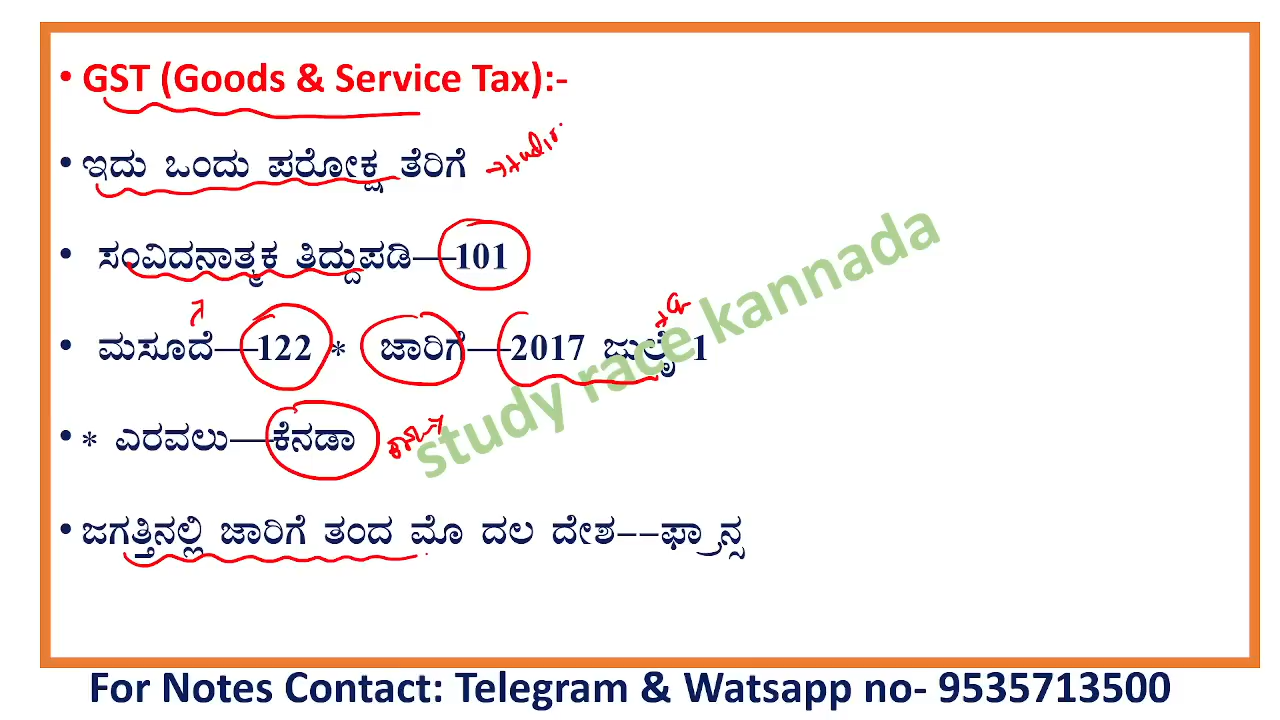 • GST (Goods & Service Tax):-
• ಇದು ಒಂದು ಪರೋಕ್ಷ ತೆರಿಗೆ
• ಸಂವಿದನಾತ್ಮಕ ತಿದ್ದುಪಡಿ—101
• ಮಸೂದೆ—122 * ಜಾರಿಗೆ—2017 ಜುಲೈ 1
• * ಎರವಲು—ಕೆನಡಾ
• ಜಗತ್ತಿನಲ್ಲಿ ಜಾರಿಗೆ ತಂದ ಮೊ ದಲ ದೇಶ--ಫ್ರಾನ್ಸ
study race kannada
For Notes Contact: Telegram & Watsapp no- 9535713500